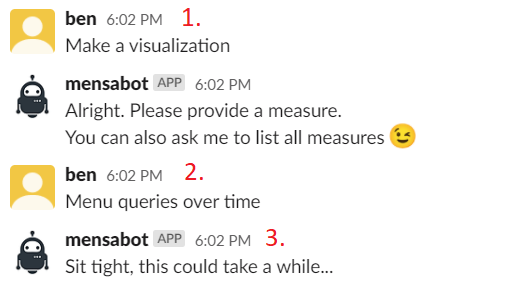 ben 6:02 PM 1.
Make a visualization
mensabot APP 6:02 PM
Alright. Please provide a measure.
You can also ask me to list all measures 😉
ben 6:02 PM 2.
Menu queries over time
mensabot APP 6:02 PM 3.
Sit tight, this could take a while...